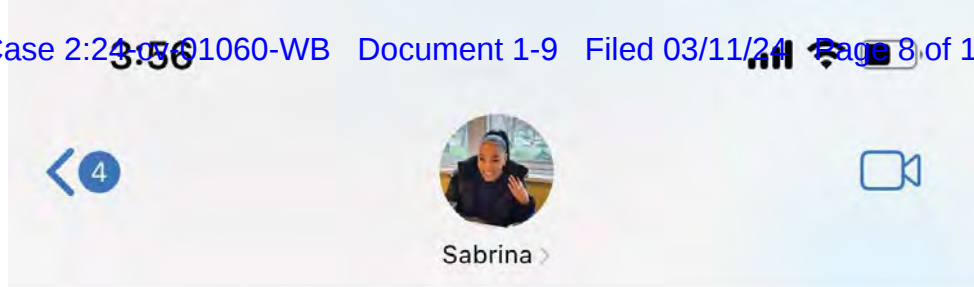 ase 2:24-cv-01060-WB Document 1-9 Filed 03/11/24 Page 8 of 1
3:56
4
Sabrina